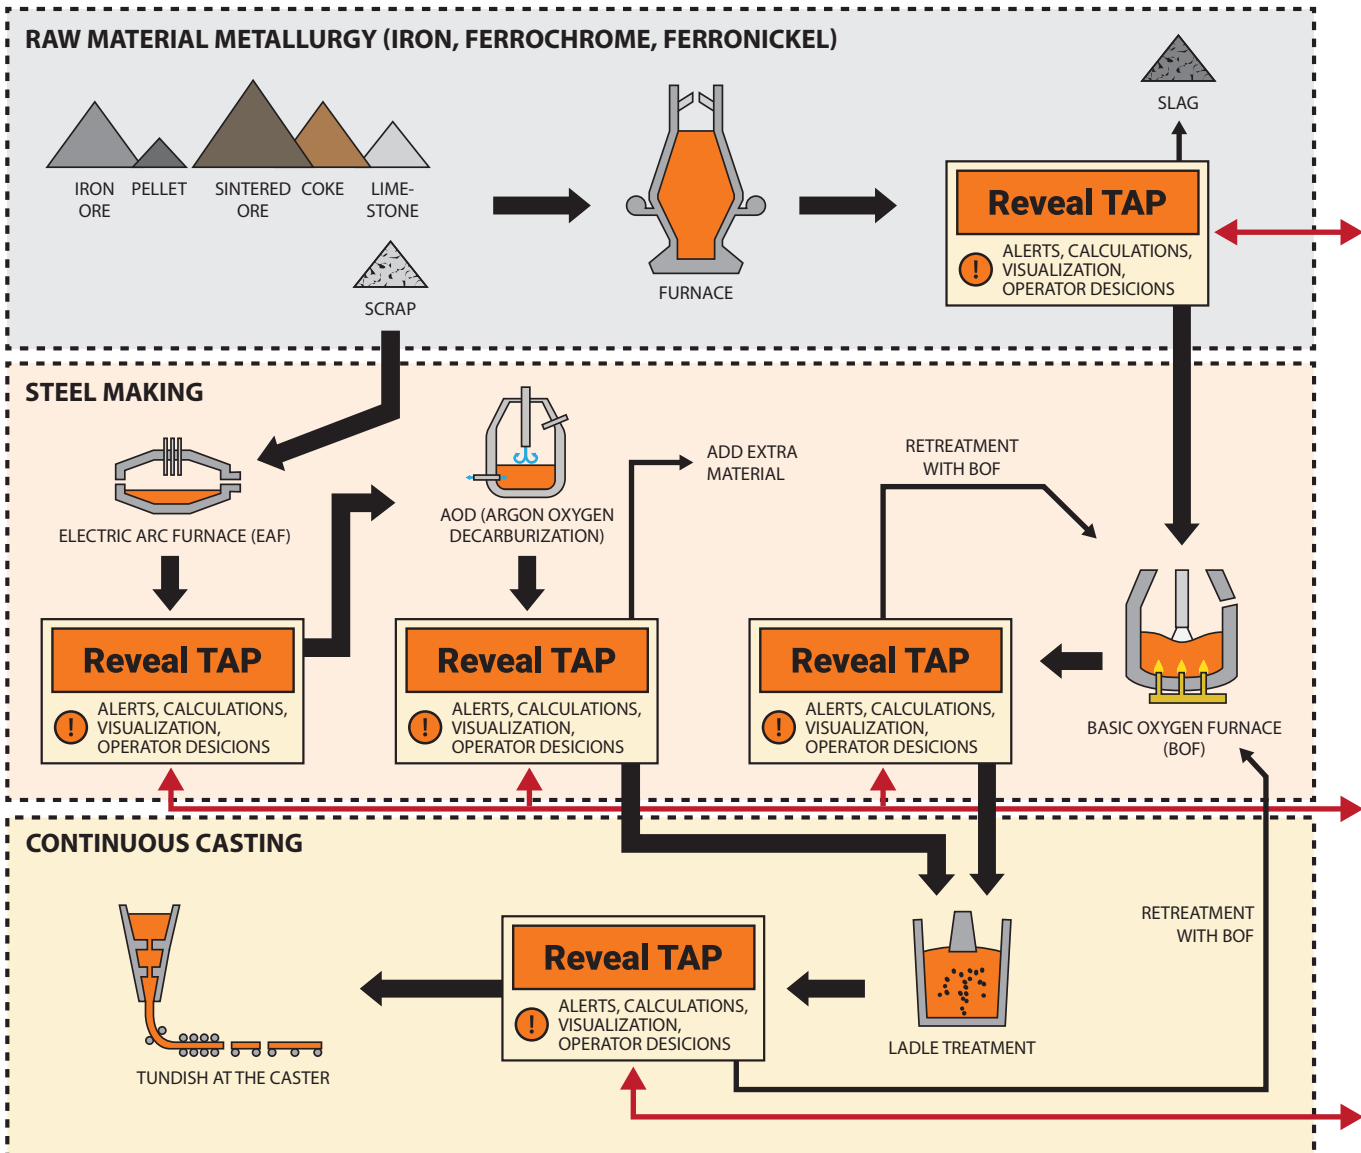 RAW MATERIAL METALLURGY (IRON, FERROCHROME, FERRONICKEL)
SLAG
IRON
ORE
PELLET
SINTERED
ORE
COKE
LIME-
STONE
SCRAP
FURNACE
Reveal TAP
! ALERTS, CALCULATIONS,
VISUALIZATION,
OPERATOR DESICIONS
STEEL MAKING
ELECTRIC ARC FURNACE (EAF)
AOD (ARGON OXYGEN
DECARBURIZATION)
ADD EXTRA
MATERIAL
RETREATMENT
WITH BOF
Reveal TAP
! ALERTS, CALCULATIONS,
VISUALIZATION,
OPERATOR DESICIONS
Reveal TAP
! ALERTS, CALCULATIONS,
VISUALIZATION,
OPERATOR DESICIONS
Reveal TAP
! ALERTS, CALCULATIONS,
VISUALIZATION,
OPERATOR DESICIONS
BASIC OXYGEN FURNACE
(BOF)
CONTINUOUS CASTING
TUNDISH AT THE CASTER
Reveal TAP
! ALERTS, CALCULATIONS,
VISUALIZATION,
OPERATOR DESICIONS
LADLE TREATMENT
RETREATMENT
WITH BOF